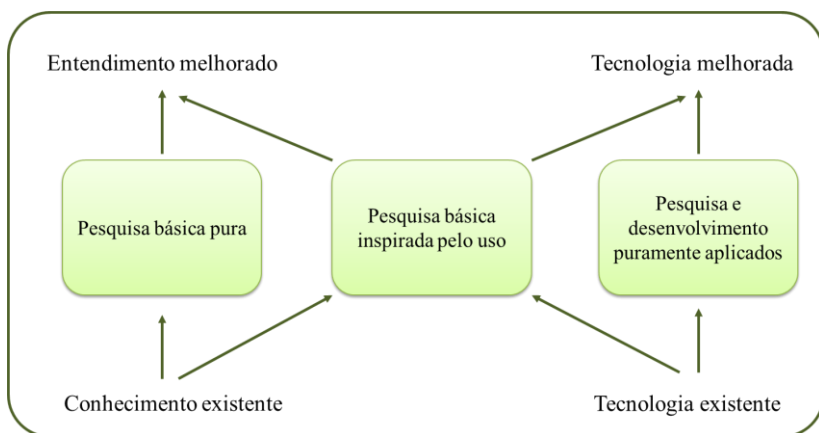 Entendimento melhorado
Tecnologia melhorada
Pesquisa básica pura
Pesquisa básica
inspirada pelo uso
Pesquisa e
desenvolvimento
puramente aplicados
Conhecimento existente
Tecnologia existente